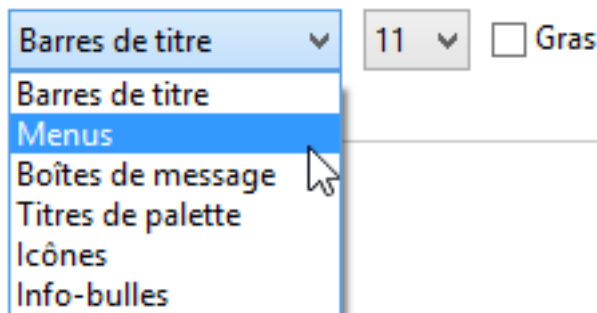 Barres de titre 11 Gras
Barres de titre
Menus
Boîtes de message
Titres de palette
Icônes
Info-bulles